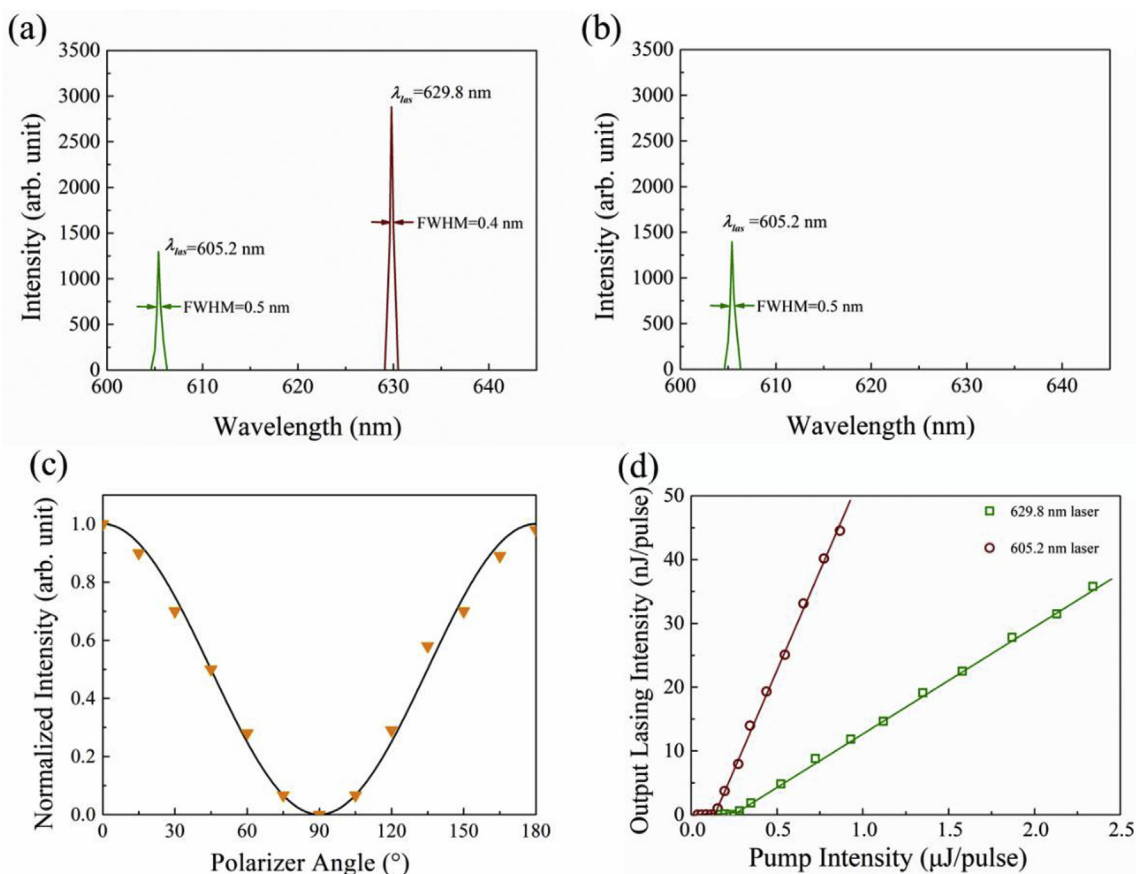 (a)
3500
3000
2500
2000
1500
1000
500
0
Intensity (arb. unit)
λlas=629.8 nm
FWHM=0.4 nm
λlas=605.2 nm
FWHM=0.5 nm
600 610 620 630 640
Wavelength (nm)
(b)
3500
3000
2500
2000
1500
1000
500
0
Intensity (arb. unit)
λlas=605.2 nm
FWHM=0.5 nm
600 610 620 630 640
Wavelength (nm)
(c)
1.0
0.8
0.6
0.4
0.2
0.0
Normalized Intensity (arb. unit)
0 30 60 90 120 150 180
Polarizer Angle (°)
(d)
50
40
30
20
10
0
Output Lasing Intensity (nJ/pulse)
629.8 nm laser
605.2 nm laser
0.0 0.5 1.0 1.5 2.0 2.5
Pump Intensity (μJ/pulse)